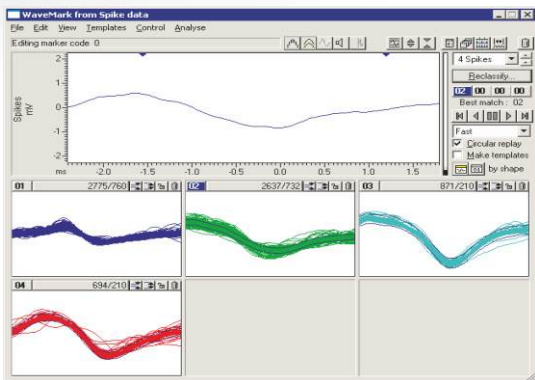 WaveMark from Spike data
File Edit View Templates Control Analyse
Editing marker code 0
4 Spikes
Reclassify...
02 00 00 00
Best match : 02
Fast
Circular replay
Make templates
by shape
Spikes
mV
2
1
0
-1
-2
ms -2.0 -1.5 -1.0 -0.5 0.0 0.5 1.0 1.5
01 2775/760
02 2637/732
03 871/210
04 694/210